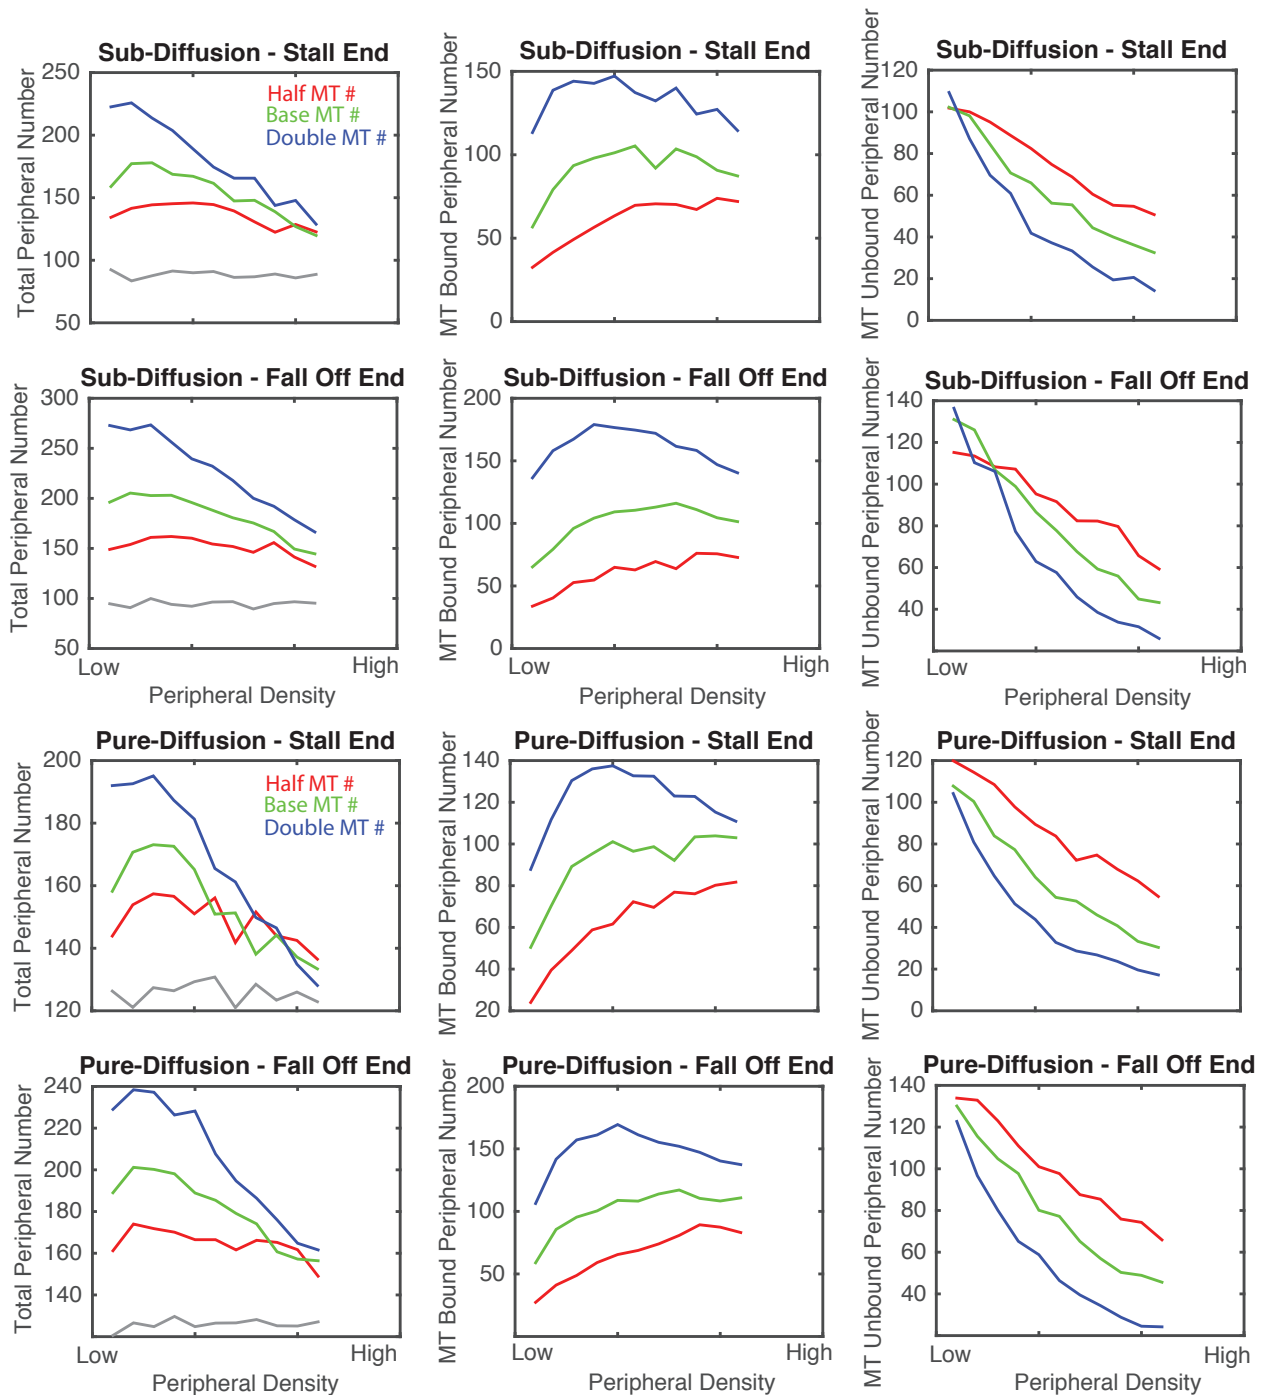 Sub-Diffusion - Stall End
Total Peripheral Number
250
200
150
100
50
Half MT #
Base MT #
Double MT #
Sub-Diffusion - Stall End
MT Bound Peripheral Number
150
100
50
0
Sub-Diffusion - Stall End
MT Unbound Peripheral Number
120
100
80
60
40
20
0
Sub-Diffusion - Fall Off End
Total Peripheral Number
300
250
200
150
100
50
Low
High
Peripheral Density
Sub-Diffusion - Fall Off End
MT Bound Peripheral Number
200
150
100
50
0
Low
High
Peripheral Density
Sub-Diffusion - Fall Off End
MT Unbound Peripheral Number
140
120
100
80
60
40
Low
High
Peripheral Density
Pure-Diffusion - Stall End
Total Peripheral Number
200
180
160
140
120
Half MT #
Base MT #
Double MT #
Pure-Diffusion - Stall End
MT Bound Peripheral Number
140
120
100
80
60
40
20
Pure-Diffusion - Stall End
MT Unbound Peripheral Number
120
100
80
60
40
20
0
Pure-Diffusion - Fall Off End
Total Peripheral Number
240
220
200
180
160
140
Low
High
Peripheral Density
Pure-Diffusion - Fall Off End
MT Bound Peripheral Number
200
150
100
50
Low
High
Peripheral Density
Pure-Diffusion - Fall Off End
MT Unbound Peripheral Number
140
120
100
80
60
40
Low
High
Peripheral Density